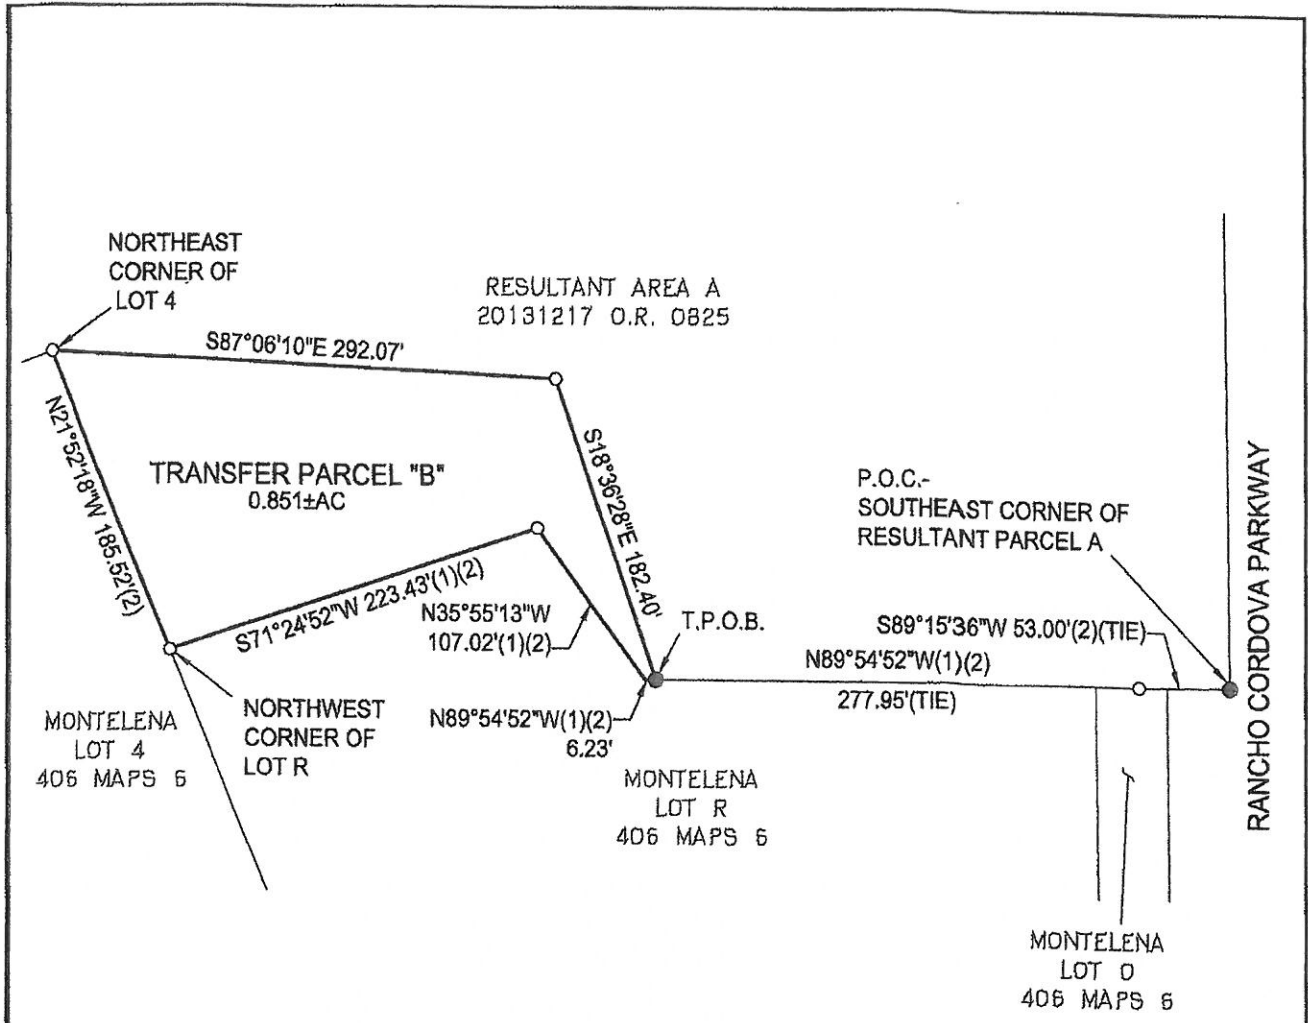 NORTHEAST
CORNER OF
LOT 4
RESULTANT AREA A
20131217 O.R. 0825
S87°06'10"E 292.07'
N21°52'18"W 185.52'(2)
TRANSFER PARCEL "B"
0.851±AC
S18°36'28"E 182.40'
P.O.C.-
SOUTHEAST CORNER OF
RESULTANT PARCEL A
RANCHO CORDOVA PARKWAY
S71°24'52"W 223.43'(1)(2)
N35°55'13"W
107.02'(1)(2)
T.P.O.B.
S89°15'36"W 53.00'(2)(TIE)
N89°54'52"W(1)(2)
277.95'(TIE)
N89°54'52"W(1)(2)
6.23'
NORTHWEST
CORNER OF
LOT R
MONTELENA
LOT 4
406 MAPS 6
MONTELENA
LOT R
406 MAPS 6
MONTELENA
LOT O
406 MAPS 6